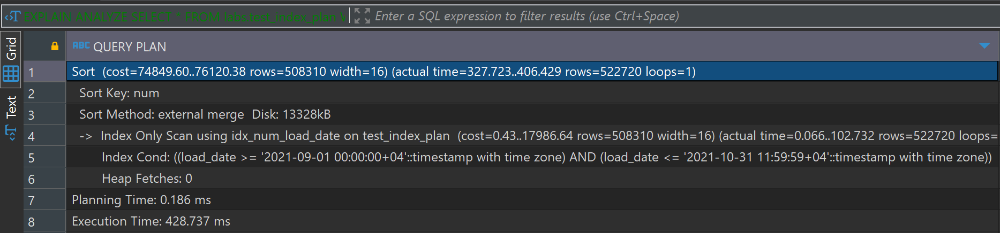 EXPLAIN ANALYZE SELECT * FROM labs.test_index_plan Enter a SQL expression to filter results (use Ctrl+Space)
Grid
Text
ABC QUERY PLAN
1 Sort (cost=74849.60..76120.38 rows=508310 width=16) (actual time=327.723..406.429 rows=522720 loops=1)
2 Sort Key: num
3 Sort Method: external merge Disk: 13328kB
4 -> Index Only Scan using idx_num_load_date on test_index_plan (cost=0.43..17986.64 rows=508310 width=16) (actual time=0.066..102.732 rows=522720 loops=
5 Index Cond: ((load_date >= '2021-09-01 00:00:00+04'::timestamp with time zone) AND (load_date <= '2021-10-31 11:59:59+04'::timestamp with time zone))
6 Heap Fetches: 0
7 Planning Time: 0.186 ms
8 Execution Time: 428.737 ms